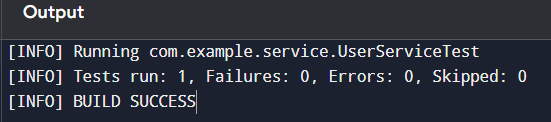 Output
[INFO] Running com.example.service.UserServiceTest
[INFO] Tests run: 1, Failures: 0, Errors: 0, Skipped: 0
[INFO] BUILD SUCCESS